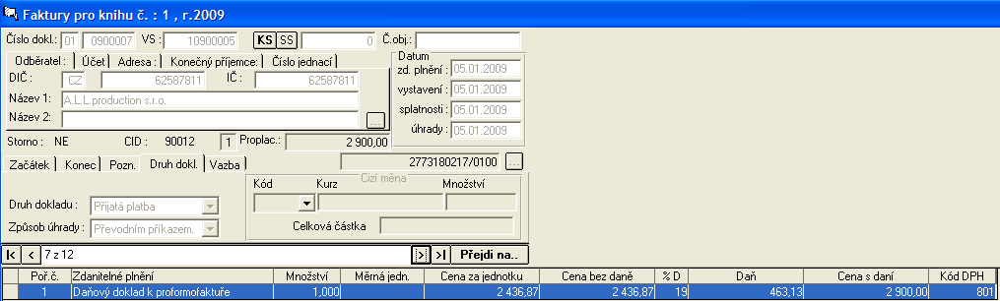 Faktury pro knihu č. : 1 , r.2009
Číslo dokl.: 01 0900007 VS : 10900005 KS SS 0 Č.obj.:
Odběratel : Účet Adresa : Konečný příjemce: Číslo jednací
DIČ : CZ 62587811 IČ : 62587811
Název 1: A.L.L.production s.r.o.
Název 2: ...
Datum
zd. plnění : 05.01.2009
vystavení : 05.01.2009
splatnosti : 05.01.2009
úhrady : 05.01.2009
Storno : NE CID : 90012 1 Proplac.: 2 900,00
Začátek Konec Pozn. Druh dokl. Vazba 2773180217/0100 ...
Druh dokladu : Přijatá platba
Způsob úhrady : Převodním příkazem.
Cizí měna
Kód Kurz Množství
Celková částka
7 z 12 Přejdi na..
Poř.č. Zdanitelné plnění Množství Měrná jedn. Cena za jednotku Cena bez daně % D Daň Cena s daní Kód DPH
1 Daňový doklad k proformofaktuře 1,000 2 436,87 2 436,87 19 463,13 2 900,00 801